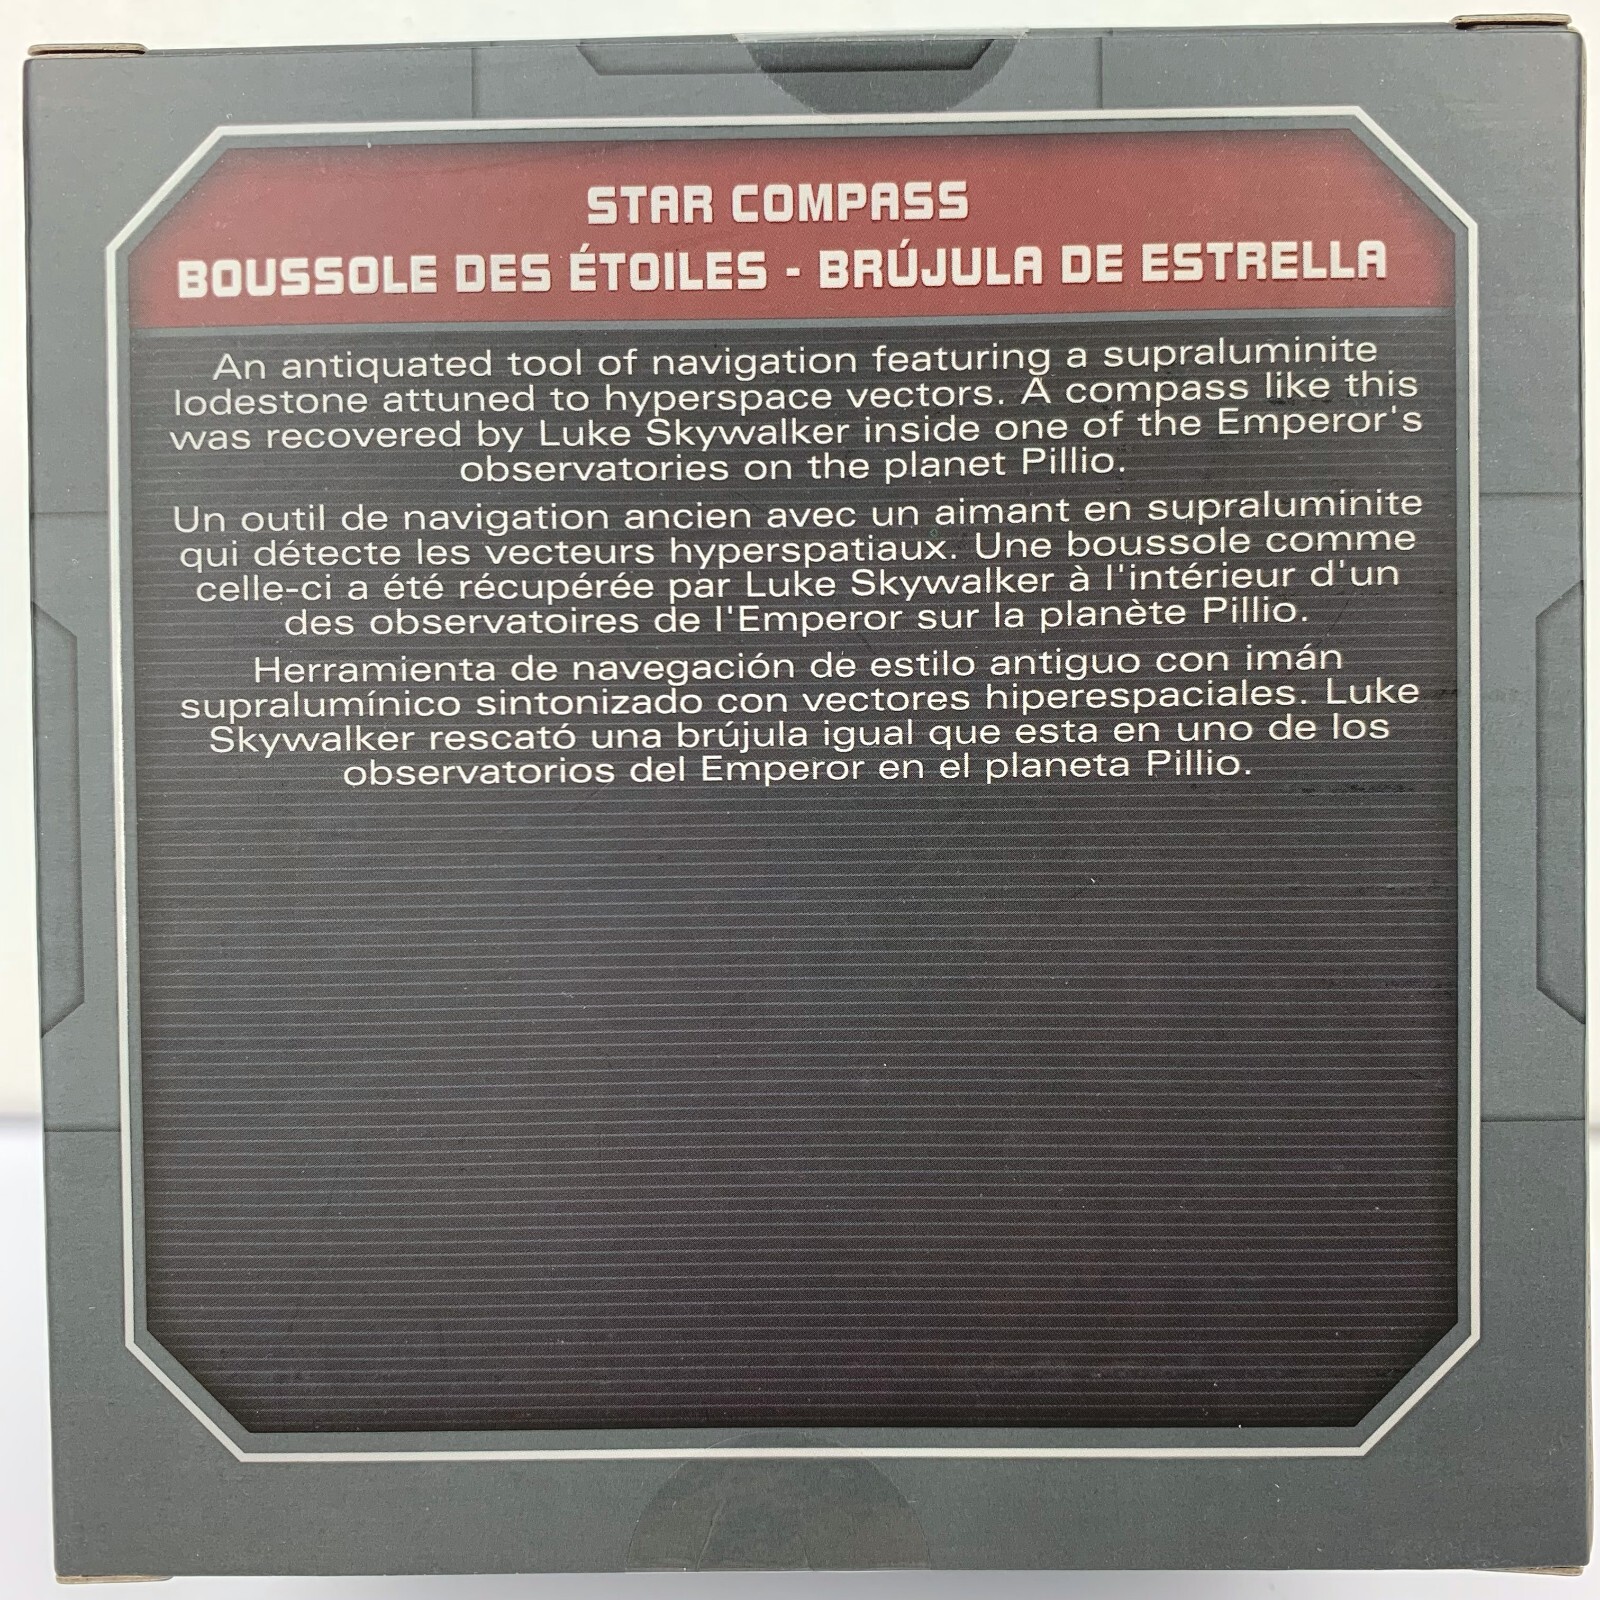 STAR COMPASS
BOUSSOLE DES ÉTOILES - BRÚJULA DE ESTRELLA
An antiquated tool of navigation featuring a supraluminite
lodestone attuned to hyperspace vectors. A compass like this
was recovered by Luke Skywalker inside one of the Emperor's
observatories on the planet Pillio.
Un outil de navigation ancien avec un aimant en supraluminite
qui détecte les vecteurs hyperspatiaux. Une boussole comme
celle-ci a été récupérée par Luke Skywalker à l'intérieur d'un
des observatoires de l'Emperor sur la planète Pillio.
Herramienta de navegación de estilo antiguo con imán
supralumínico sintonizado con vectores hiperespaciales. Luke
Skywalker rescató una brújula igual que esta en uno de los
observatorios del Emperor en el planeta Pillio.